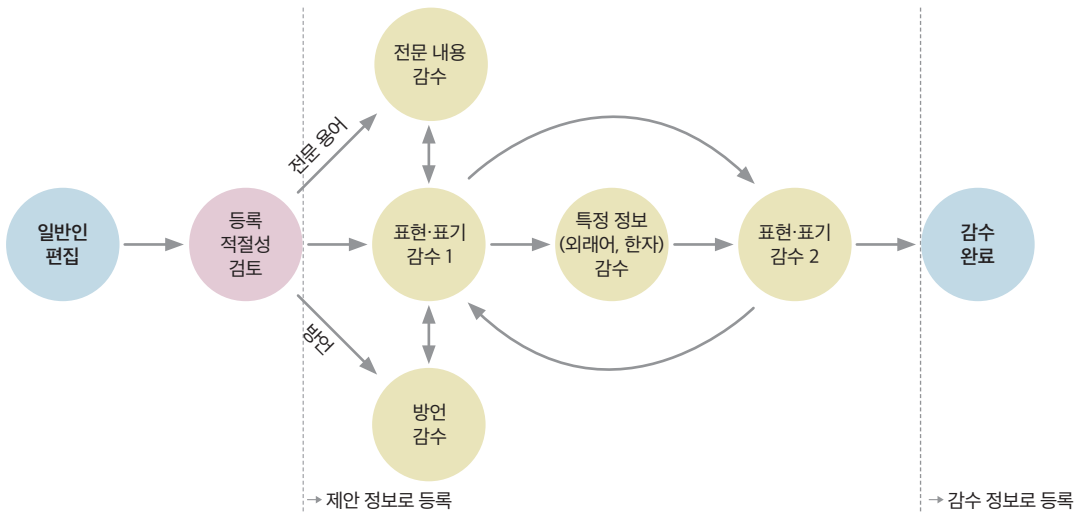 일반인
편집
등록
적절성
검토
전문 용어
방언
전문 내용
감수
표현·표기
감수 1
방언
감수
특정 정보
(외래어, 한자)
감수
표현·표기
감수 2
감수
완료
→ 제안 정보로 등록
→ 감수 정보로 등록